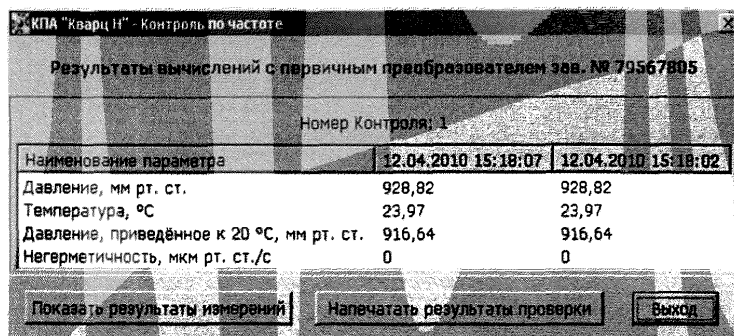 КПА "Кварц Н" - Контроль по частоте
Результаты вычислений с первичным преобразователем зав. № 79567805
Номер Контроля: 1
Наименование параметра 12.04.2010 15:18:07 12.04.2010 15:18:02
Давление, мм рт. ст. 928,82 928,82
Температура, ºС 23,97 23,97
Давление, приведённое к 20 ºС, мм рт. ст. 916,64 916,64
Негерметичность, мкм рт. ст./с 0 0
Показать результаты измерений Напечатать результаты проверки Выход